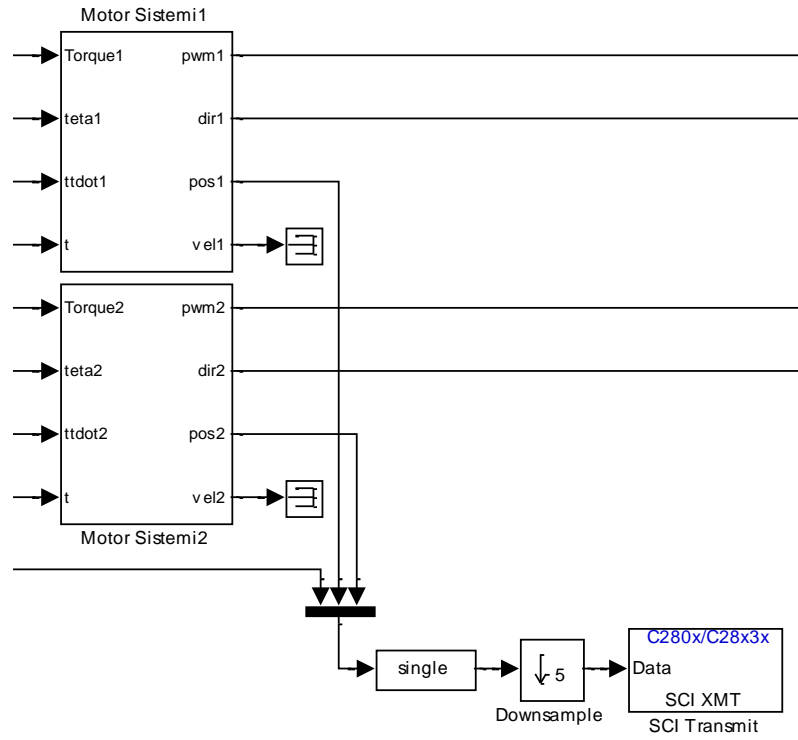 Motor Sistemi1
Torque1 pwm1
teta1 dir1
ttdot1 pos1
t vel1
Torque2 pwm2
teta2 dir2
ttdot2 pos2
t vel2
Motor Sistemi2
C280x/C28x3x
single 5 Data
SCI XMT
Downsample
SCI Transmit